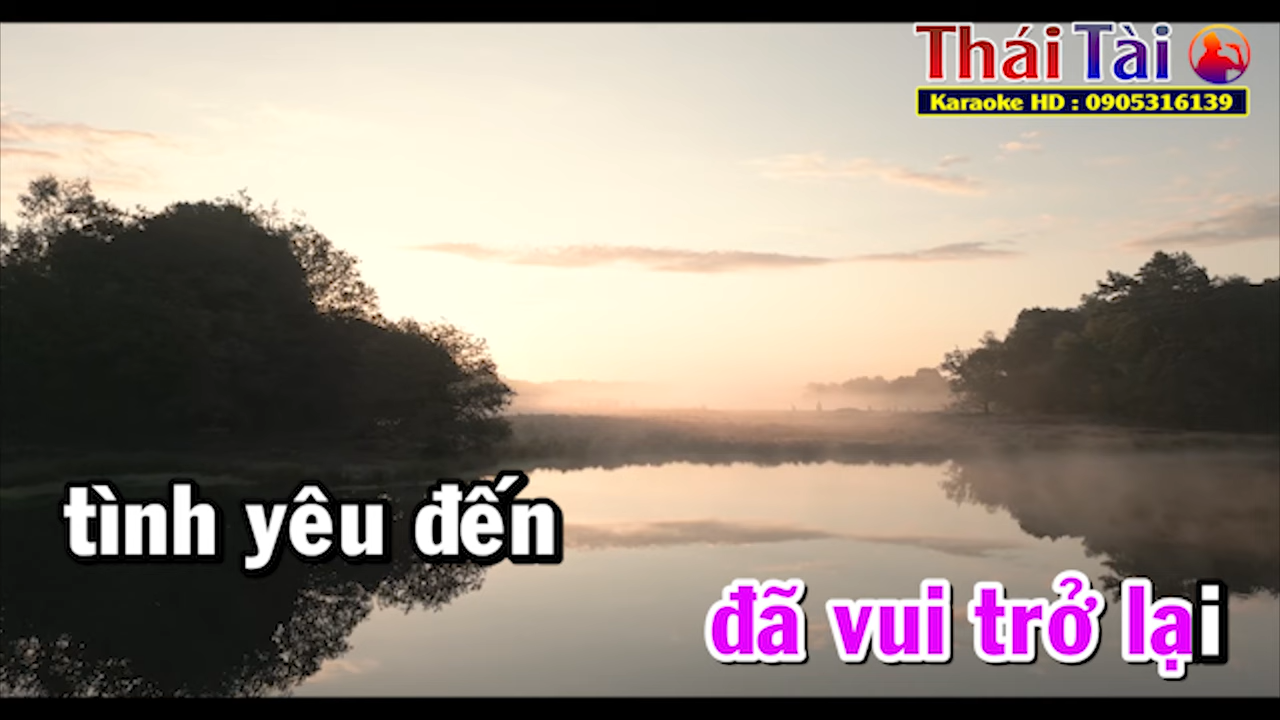 Thái Tài
Karaoke HD : 0905316139
tình yêu đến
đã vui trở lại